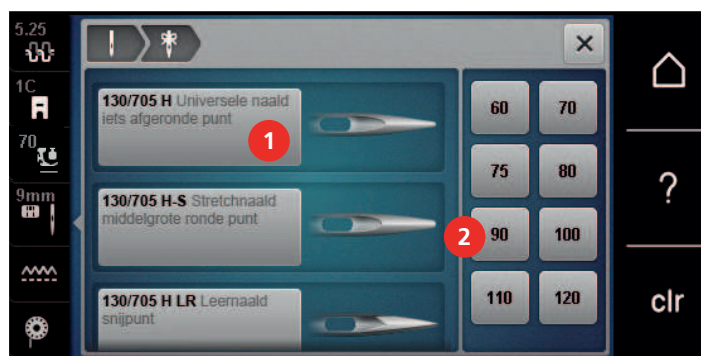 5.25
1C
70
9mm
130/705 H Universele naald
iets afgeronde punt
1
130/705 H-S Stretchnaald
middelgrote ronde punt
130/705 H LR Leernaald
snijpunt
60 70
75 80
2
90 100
110 120
?
clr